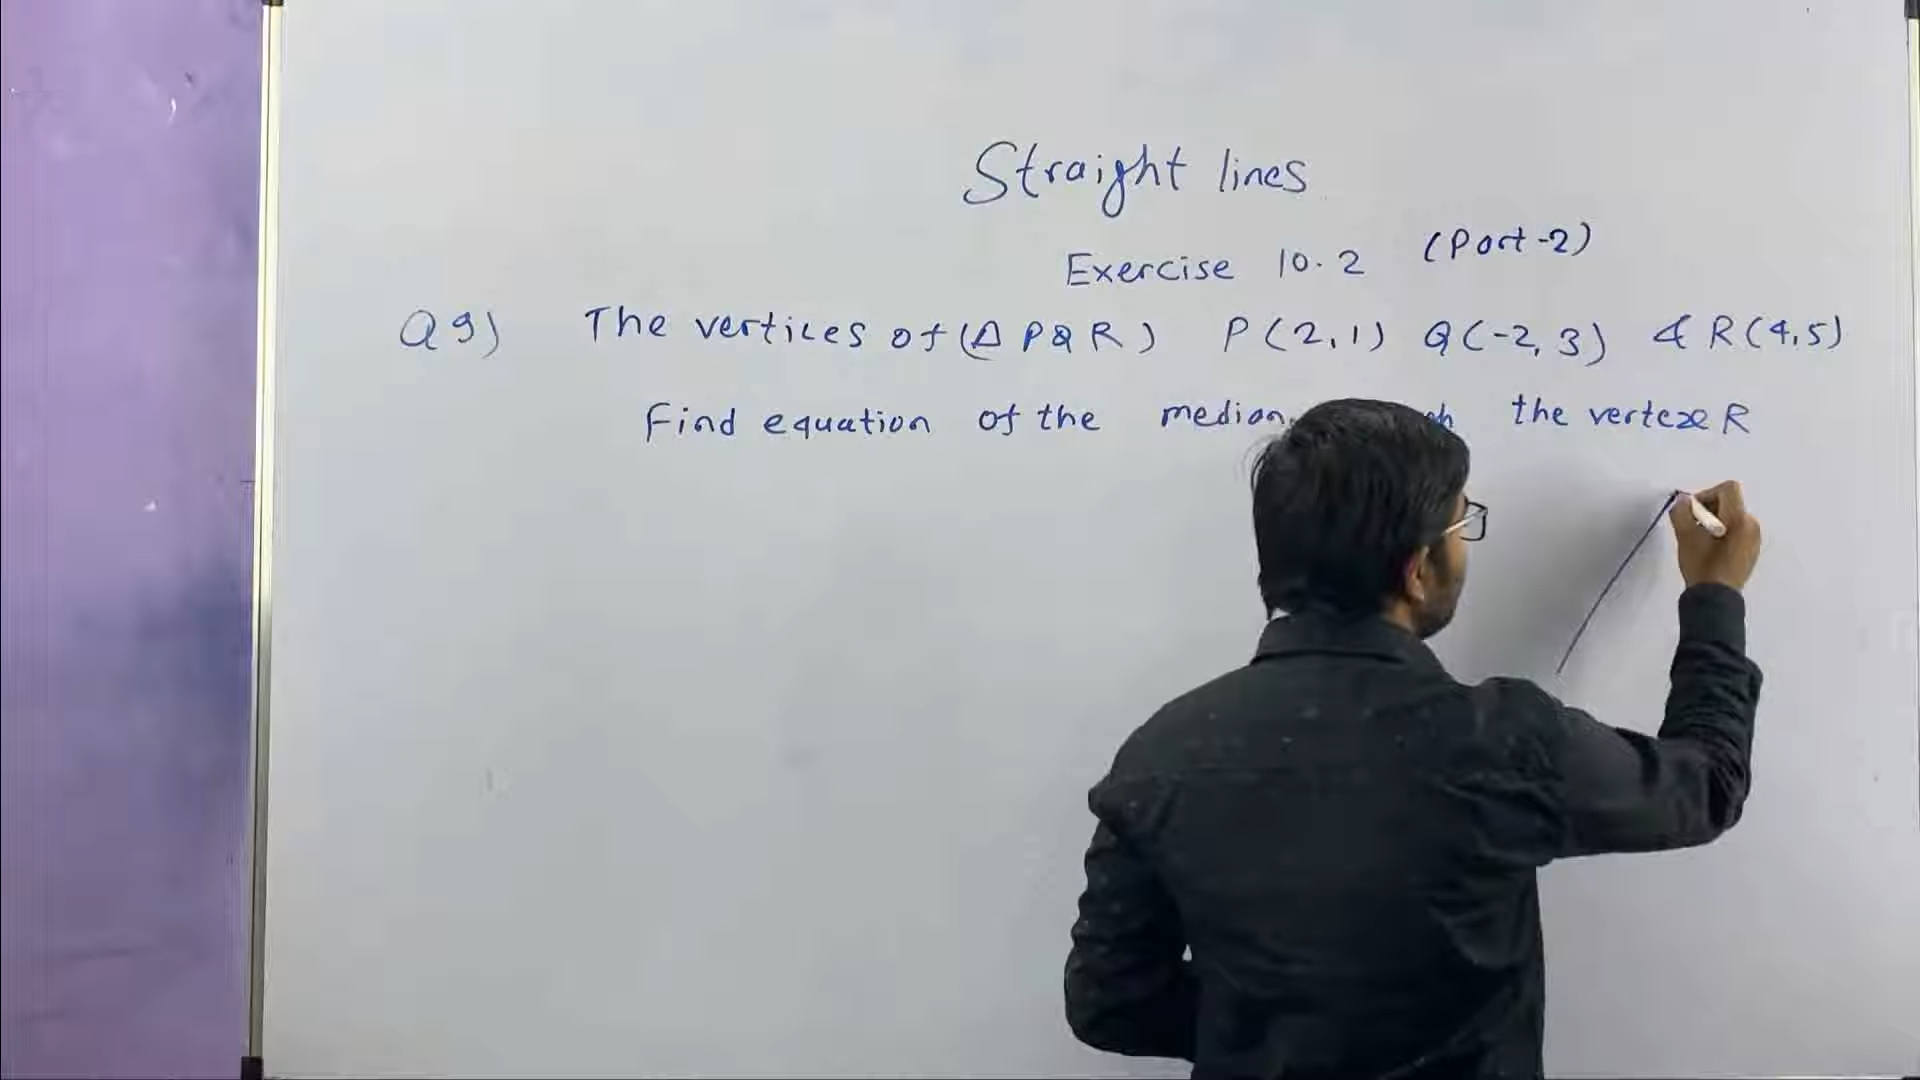 Straight lines
Exercise 10.2 (Part-2)
Q9) The vertices of (Δ PQR) P(2,1) Q(-2,3) & R(4,5)
Find equation of the median the vertex R